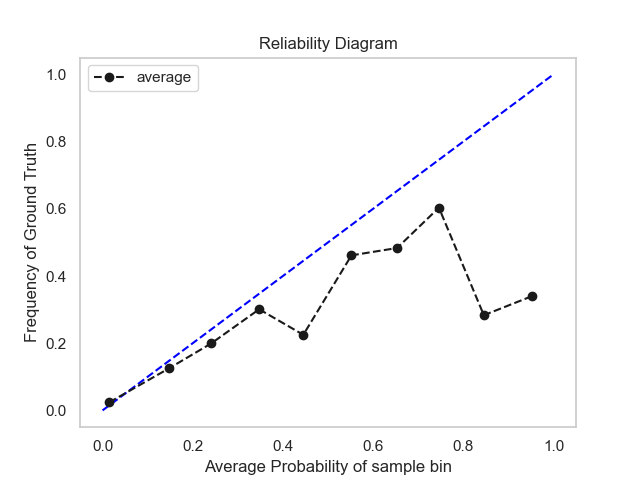 Reliability Diagram
average
1.0
0.8
0.6
0.4
0.2
0.0
Frequency of Ground Truth
0.0 0.2 0.4 0.6 0.8 1.0
Average Probability of sample bin